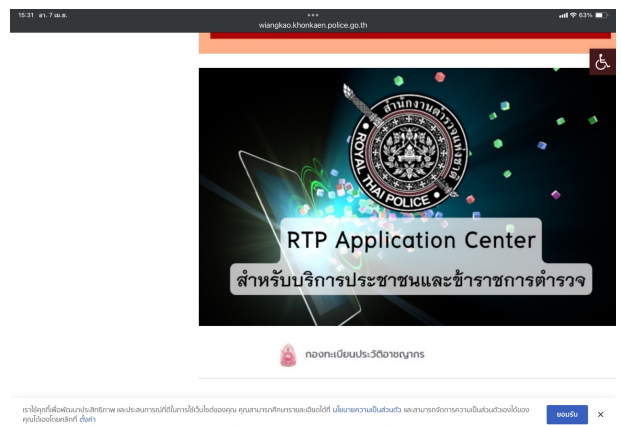 15:31 อา. 7 เม.ย.
63%
wiangkao.khonkaen.police.go.th
สำนักงานตำรวจแห่งชาติ
ROYAL THAI POLICE
RTP Application Center
สำหรับบริการประชาชนและข้าราชการตำรวจ
กองทะเบียนประวัติอาชญากร
เราใช้คุกกี้เพื่อพัฒนาประสิทธิภาพ และประสบการณ์ที่ดีในการใช้เว็บไซต์ของคุณ คุณสามารถศึกษารายละเอียดได้ที่ นโยบายความเป็นส่วนตัว และสามารถจัดการความเป็นส่วนตัวเองได้ของ
คุณได้เองโดยคลิกที่ ตั้งค่า
ยอมรับ